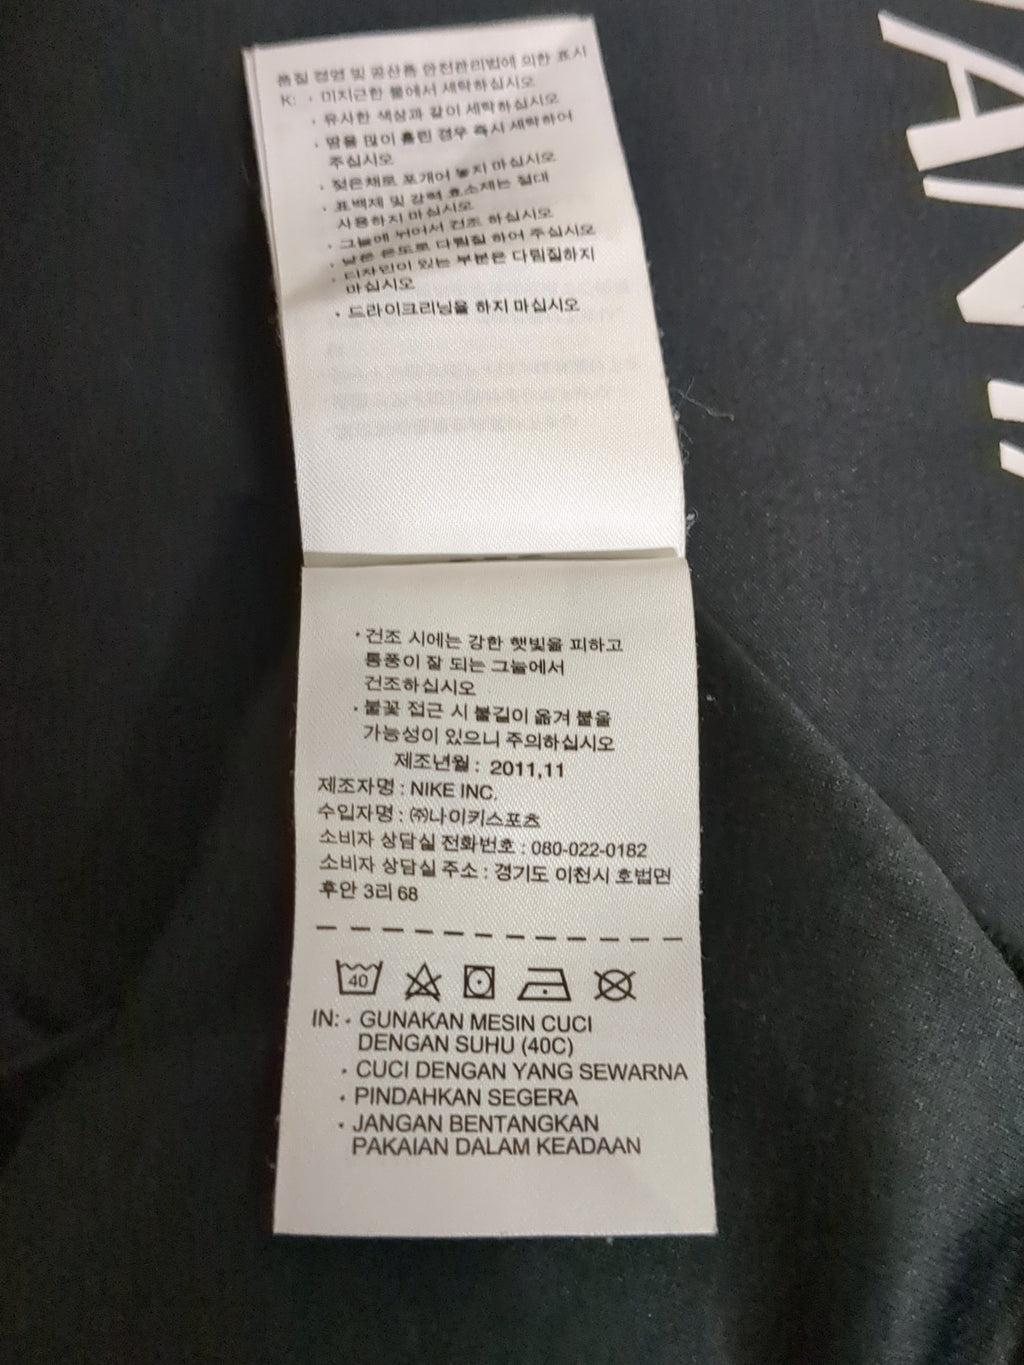 품질 경영 및 공산품 안전관리법에 의한 표시
K: · 미지근한 물에서 세탁하십시오
· 유사한 색상과 같이 세탁하십시오
· 땀을 많이 흘린 경우 즉시 세탁하여
주십시오
· 젖은채로 포개어 놓지 마십시오
· 표백제 및 강력 효소제는 절대
사용하지 마십시오
· 그늘에 뉘어서 건조 하십시오
· 낮은 온도로 다림질 하여 주십시오
· 디자인이 있는 부분은 다림질하지
마십시오
· 드라이크리닝을 하지 마십시오
· 건조 시에는 강한 햇빛을 피하고
통풍이 잘 되는 그늘에서
건조하십시오
· 불꽃 접근 시 불길이 옮겨 붙을
가능성이 있으니 주의하십시오
제조년월 : 2011,11
제조자명 : NIKE INC.
수입자명 : ㈜나이키스포츠
소비자 상담실 전화번호 : 080-022-0182
소비자 상담실 주소 : 경기도 이천시 호법면
후안 3리 68
40
IN: · GUNAKAN MESIN CUCI
DENGAN SUHU (40C)
· CUCI DENGAN YANG SEWARNA
· PINDAHKAN SEGERA
· JANGAN BENTANGKAN
PAKAIAN DALAM KEADAAN